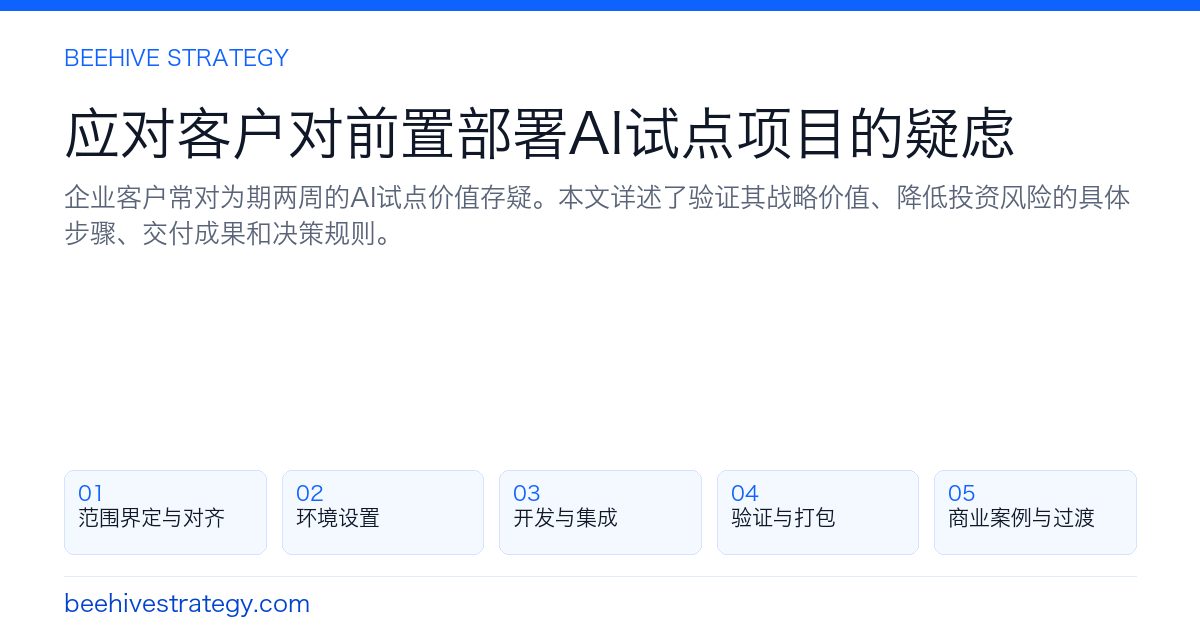 BEEHIVE STRATEGY
应对客户对前置部署AI试点项目的疑虑
企业客户常对为期两周的AI试点价值存疑。本文详述了验证其战略价值、降低投资风险的具体
步骤、交付成果和决策规则。
01
范围界定与对齐
02
环境设置
03
开发与集成
04
验证与打包
05
商业案例与过渡
beehivestrategy.com